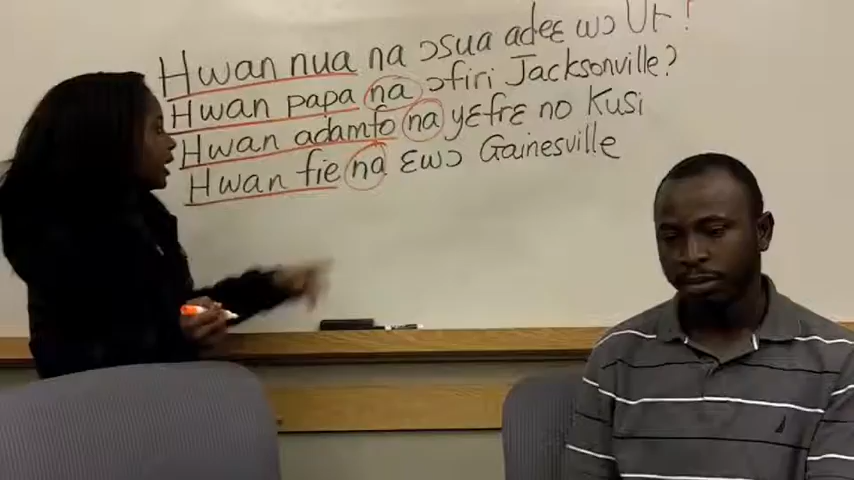 Hwan nua na ɔsua adeɛ wɔ UF!
Hwan papa na ɔfiri Jacksonville?
Hwan adamfo na yɛfrɛ no Kusi
Hwan fie na ɛwɔ Gainesville